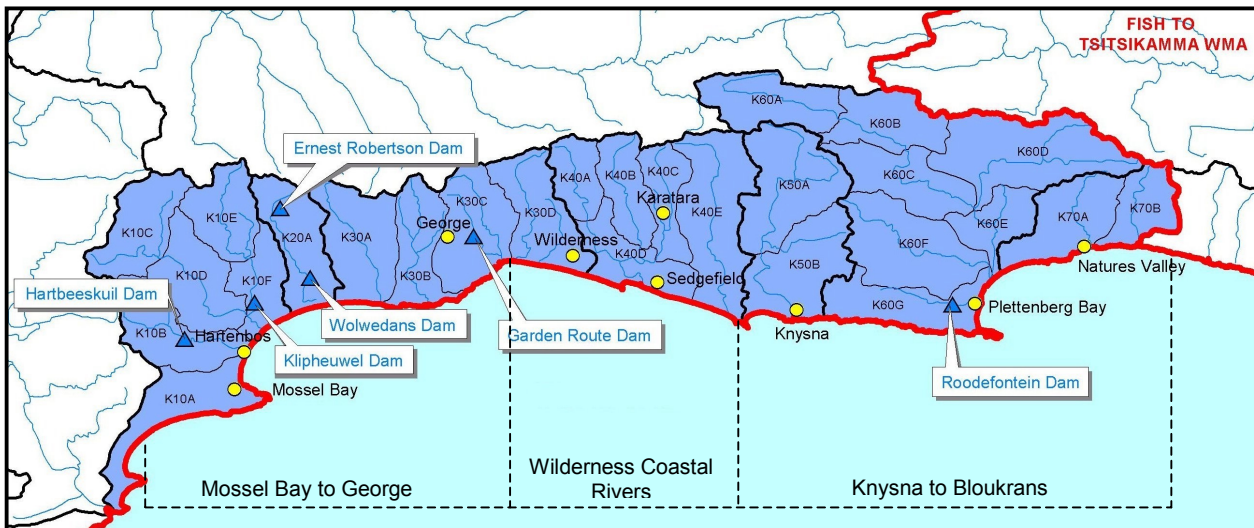 FISH TO
TSITSIKAMMA WMA
K60A
K60B
Ernest Robertson Dam
K60D
K40A
K40B
K40C
K60C
K50A
K70B
K10C
K10E
K30C
K30D
Karatara
K40E
K70A
K20A
K30A
George
K60E
Wilderness
K60F
K10D
K10F
K30B
K40D
K50B
Natures Valley
Hartbeeskuil Dam
Sedgefield
K60G
Plettenberg Bay
K10B
Hartenbos
Wolwedans Dam
Garden Route Dam
Knysna
Klipheuwel Dam
Roodefontein Dam
K10A
Mossel Bay
Mossel Bay to George
Wilderness Coastal
Rivers
Knysna to Bloukrans